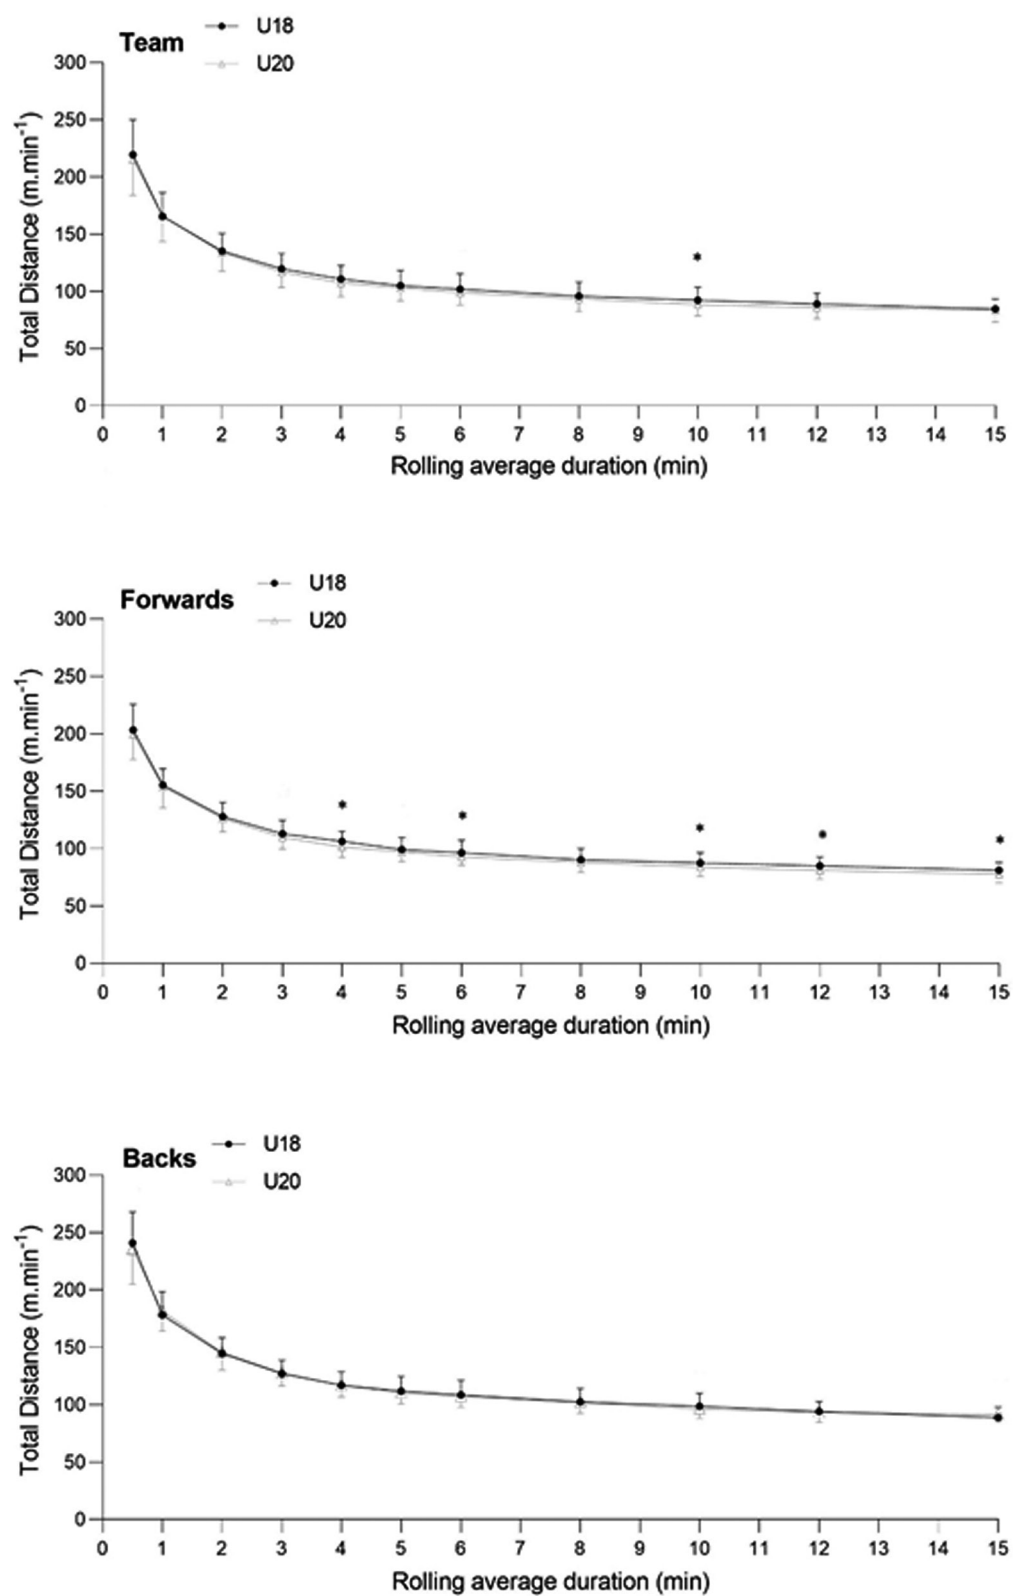 Team
U18
U20
300
250
200
150
100
50
0
Total Distance (m.min-1)
*
0 1 2 3 4 5 6 7 8 9 10 11 12 13 14 15
Rolling average duration (min)
Forwards
U18
U20
300
250
200
150
100
50
0
Total Distance (m.min-1)
* * * * *
0 1 2 3 4 5 6 7 8 9 10 11 12 13 14 15
Rolling average duration (min)
Backs
U18
U20
300
250
200
150
100
50
0
Total Distance (m.min-1)
0 1 2 3 4 5 6 7 8 9 10 11 12 13 14 15
Rolling average duration (min)